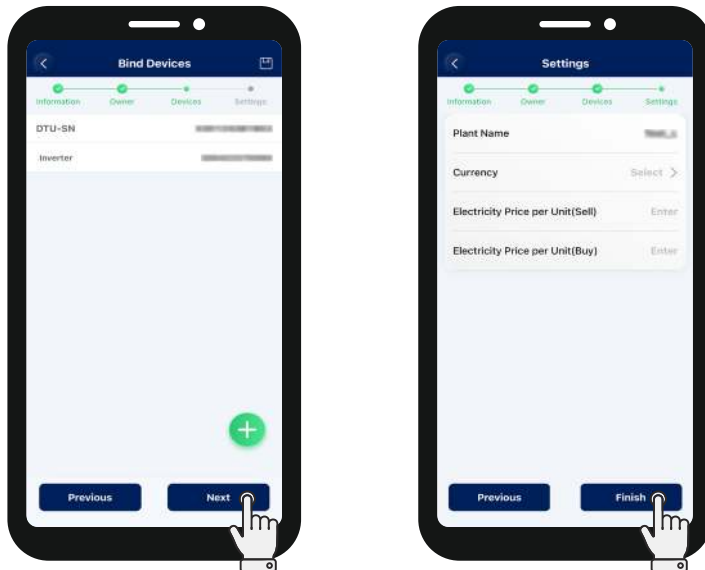 Bind Devices
Information Owner Devices Settings
DTU-SN
Inverter
Previous Next
Settings
Information Owner Devices Settings
Plant Name
Currency Select >
Electricity Price per Unit(Sell) Enter
Electricity Price per Unit(Buy) Enter
Previous Finish